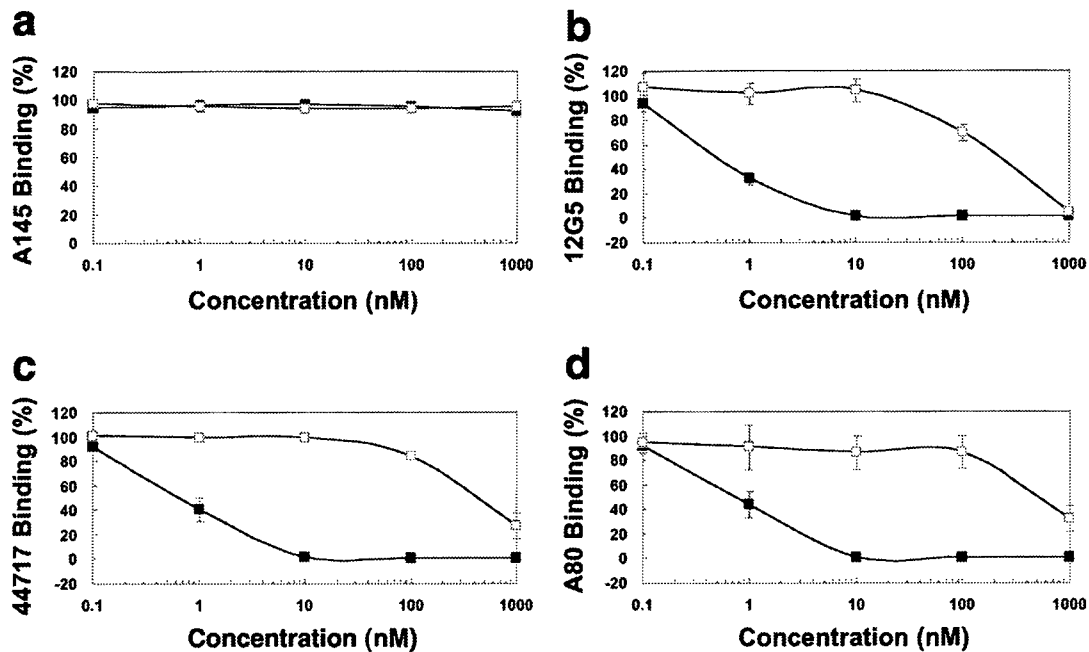 a
A145 Binding (%)
120
100
80
60
40
20
0
0.1 1 10 100 1000
Concentration (nM)
b
12G5 Binding (%)
120
100
80
60
40
20
0
-20
0.1 1 10 100 1000
Concentration (nM)
c
44717 Binding (%)
120
100
80
60
40
20
0
-20
0.1 1 10 100 1000
Concentration (nM)
d
A80 Binding (%)
120
100
80
60
40
20
0
-20
0.1 1 10 100 1000
Concentration (nM)